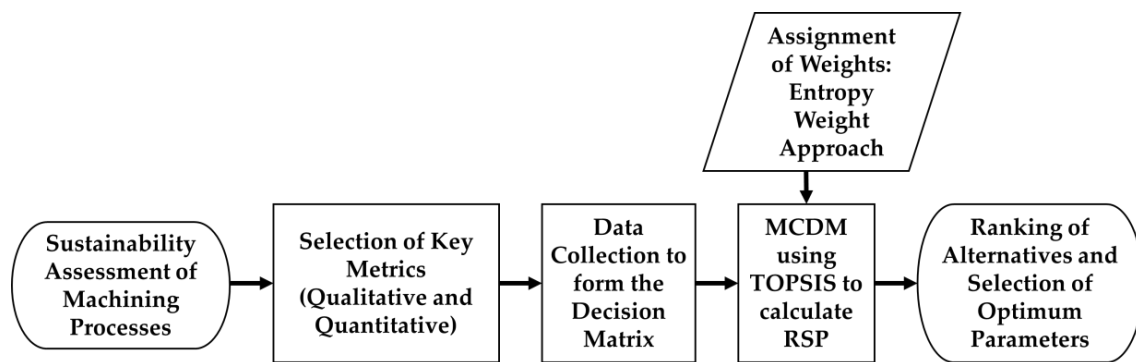 Assignment
of Weights:
Entropy
Weight
Approach
Sustainability
Assessment of
Machining
Processes
Selection of Key
Metrics
(Qualitative and
Quantitative)
Data
Collection to
form the
Decision
Matrix
MCDM
using
TOPSIS to
calculate
RSP
Ranking of
Alternatives and
Selection of
Optimum
Parameters